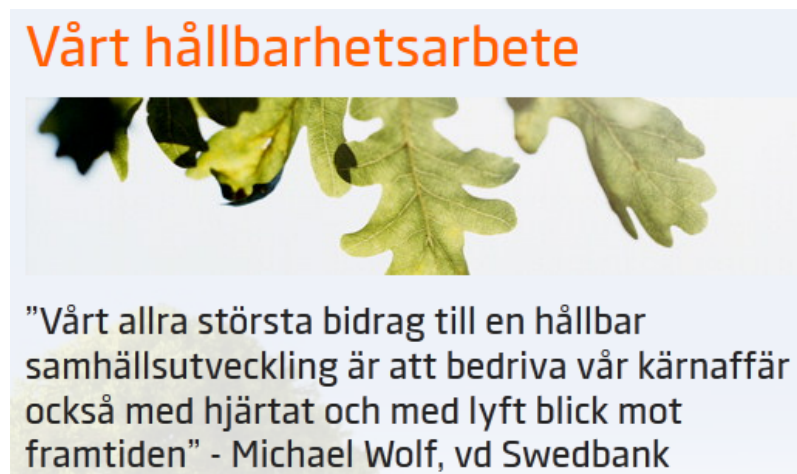 Vårt hållbarhetsarbete
”Vårt allra största bidrag till en hållbar
samhällsutveckling är att bedriva vår kärnaffär
också med hjärtat och med lyft blick mot
framtiden” - Michael Wolf, vd Swedbank